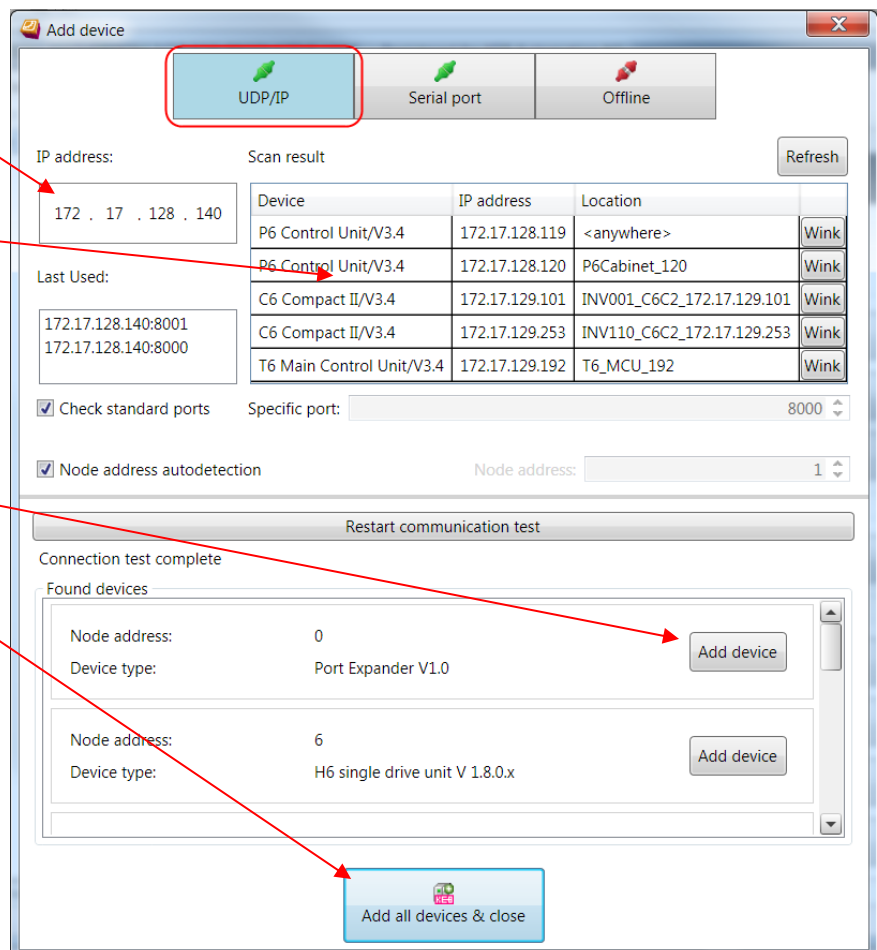 Add device
UDP/IP Serial port Offline
IP address: Scan result Refresh
172 . 17 . 128 . 140
Device IP address Location
P6 Control Unit/V3.4 172.17.128.119 <anywhere> Wink
P6 Control Unit/V3.4 172.17.128.120 P6Cabinet_120 Wink
Last Used:
C6 Compact II/V3.4 172.17.129.101 INV001_C6C2_172.17.129.101 Wink
172.17.128.140:8001
C6 Compact II/V3.4 172.17.129.253 INV110_C6C2_172.17.129.253 Wink
172.17.128.140:8000
T6 Main Control Unit/V3.4 172.17.129.192 T6_MCU_192 Wink
Check standard ports Specific port: 8000
Node address autodetection Node address: 1
Restart communication test
Connection test complete
Found devices
Node address: 0
Add device
Device type: Port Expander V1.0
Node address: 6
Add device
Device type: H6 single drive unit V 1.8.0.x
KEB
Add all devices & close